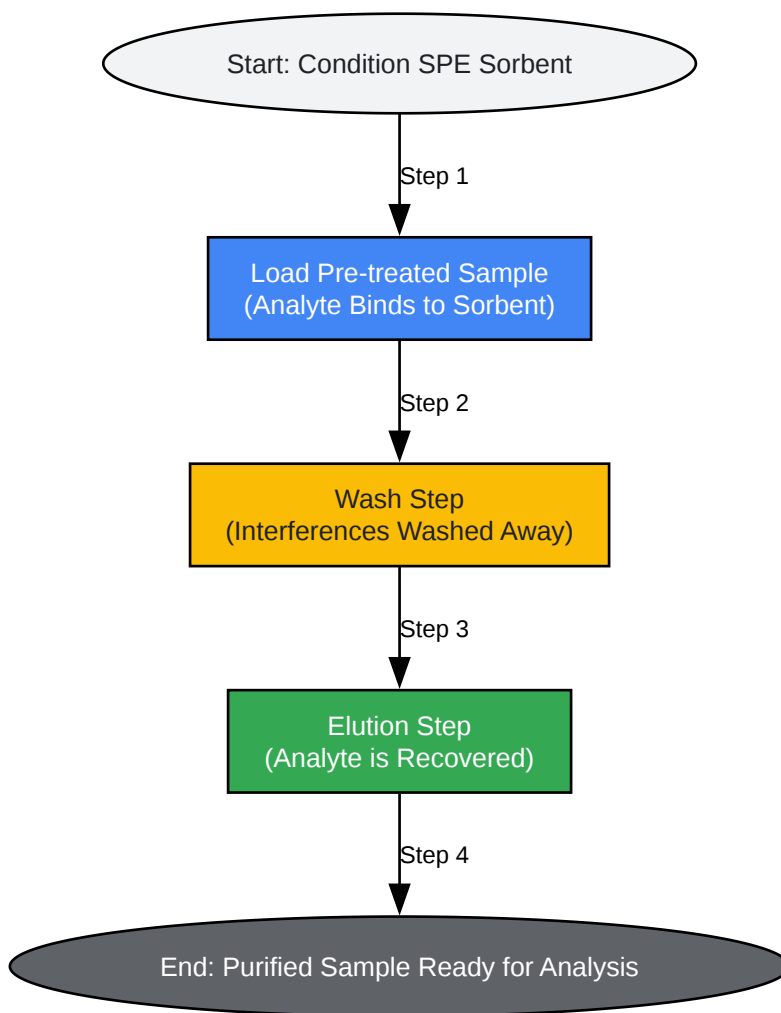 Start: Condition SPE Sorbent
Step 1
Load Pre-treated Sample
(Analyte Binds to Sorbent)
Step 2
Wash Step
(Interferences Washed Away)
Step 3
Elution Step
(Analyte is Recovered)
Step 4
End: Purified Sample Ready for Analysis